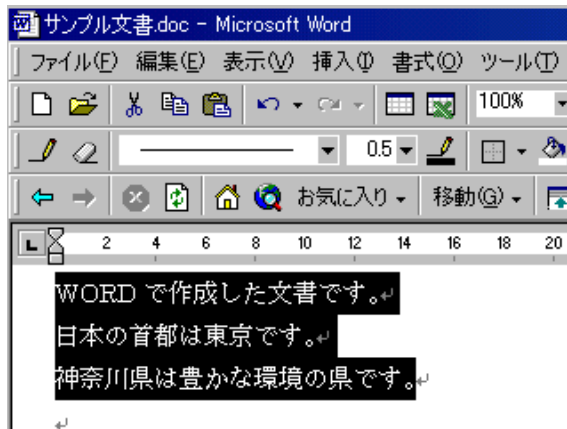 サンプル文書.doc - Microsoft Word
ファイル(F) 編集(E) 表示(V) 挿入(I) 書式(O) ツール(T)
100%
0.5
お気に入り 移動(G)
2 4 6 8 10 12 14 16 18 20
WORD で作成した文書です。
日本の首都は東京です。
神奈川県は豊かな環境の県です。